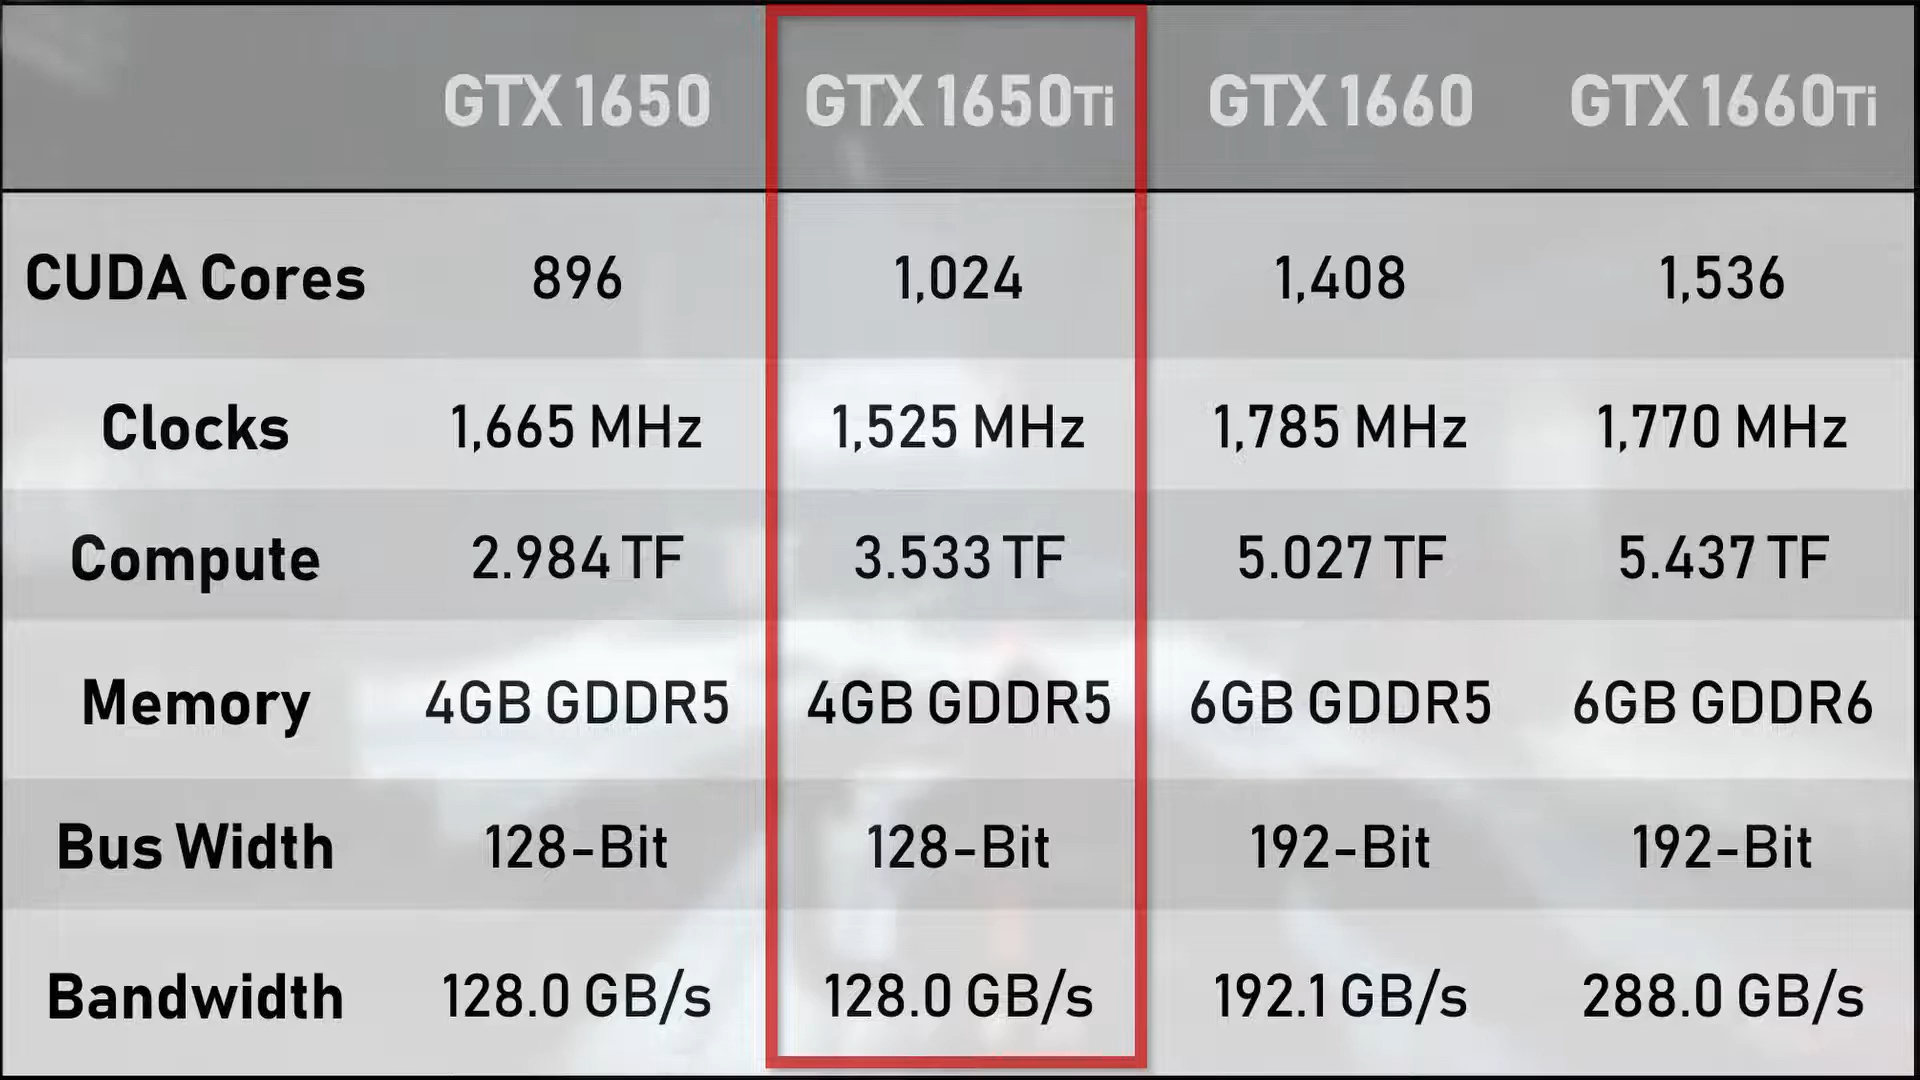 GTX 1650 GTX 1650Ti GTX 1660 GTX 1660Ti
CUDA Cores 896 1,024 1,408 1,536
Clocks 1,665 MHz 1,525 MHz 1,785 MHz 1,770 MHz
Compute 2.984 TF 3.533 TF 5.027 TF 5.437 TF
Memory 4GB GDDR5 4GB GDDR5 6GB GDDR5 6GB GDDR6
Bus Width 128-Bit 128-Bit 192-Bit 192-Bit
Bandwidth 128.0 GB/s 128.0 GB/s 192.1 GB/s 288.0 GB/s